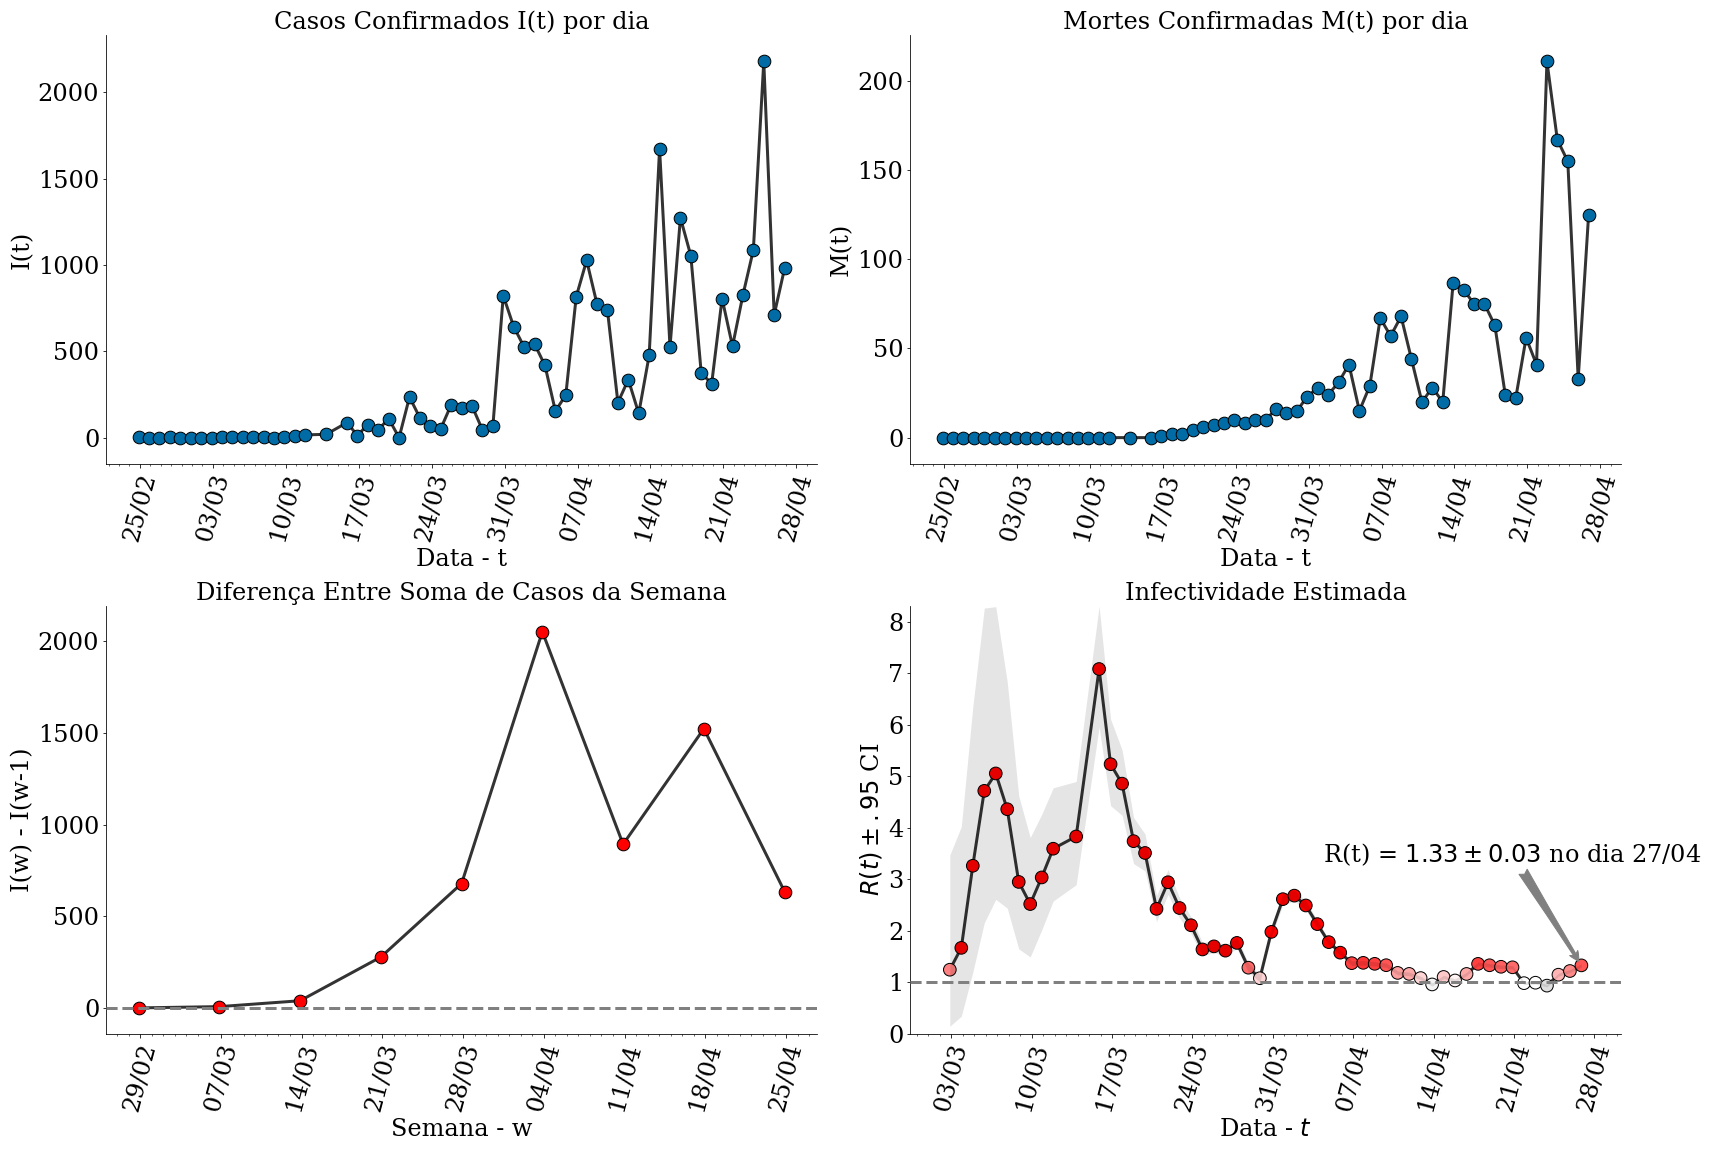 Casos Confirmados I(t) por dia
I(t)
2000
1500
1000
500
0
25/02 03/03 10/03 17/03 24/03 31/03 07/04 14/04 21/04 28/04
Data - t
Mortes Confirmadas M(t) por dia
M(t)
200
150
100
50
0
25/02 03/03 10/03 17/03 24/03 31/03 07/04 14/04 21/04 28/04
Data - t
Diferença Entre Soma de Casos da Semana
I(w) - I(w-1)
2000
1500
1000
500
0
29/02 07/03 14/03 21/03 28/03 04/04 11/04 18/04 25/04
Semana - w
Infectividade Estimada
R(t) ± .95 CI
8
7
6
5
4
3
2
1
0
R(t) = 1.33 ± 0.03 no dia 27/04
03/03 10/03 17/03 24/03 31/03 07/04 14/04 21/04 28/04
Data - t